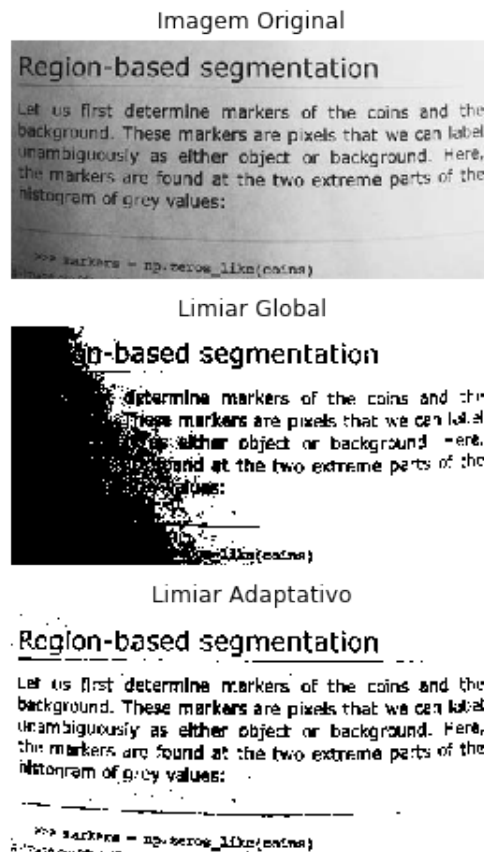 Imagem Original
Region-based segmentation
Let us first determine markers of the coins and the
background. These markers are pixels that we can label
unambiguously as either object or background. Here,
the markers are found at the two extreme parts of the
histogram of grey values:
>>> markers = np.zeros_like(coins)
Limiar Global
on-based segmentation
determine markers of the coins and the
These markers are pixels that we can label
either object or background Here,
found at the two extreme parts of the
values:
_like(coins)
Limiar Adaptativo
Region-based segmentation
Let us first determine markers of the coins and the
background. These markers are pixels that we can label
unambiguously as either object or background. Here,
the markers are found at the two extreme parts of the
histogram of grey values:
>>> markers = np.zeros_like(coins)